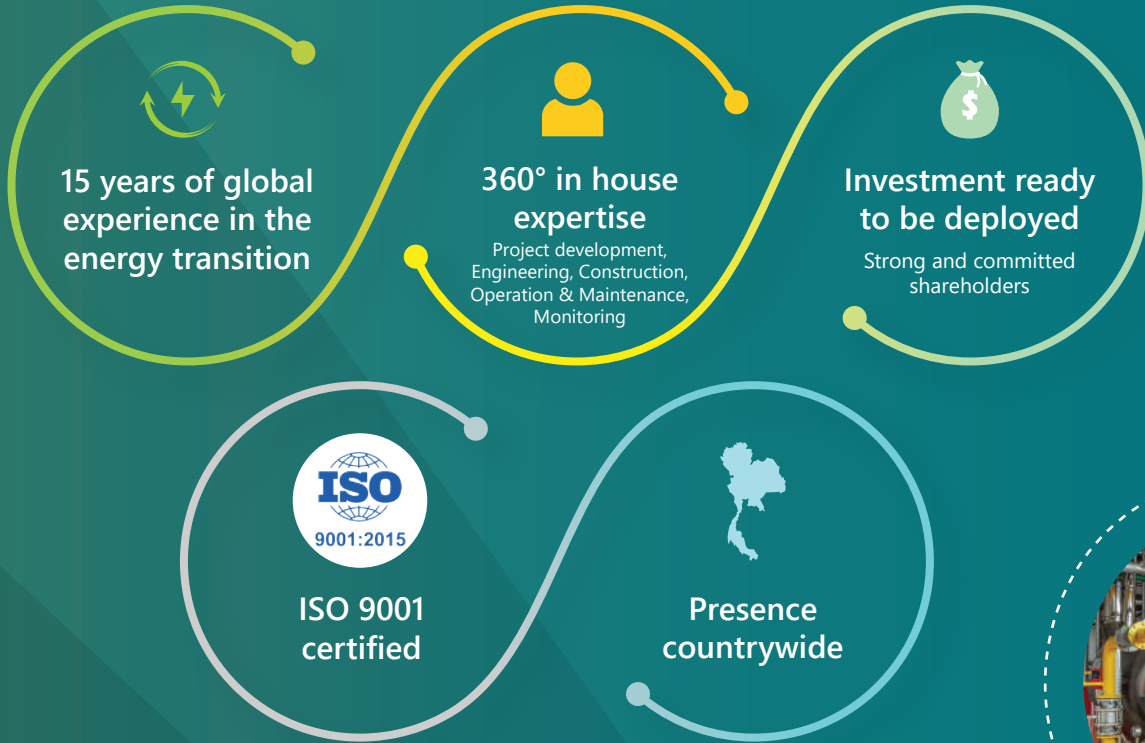 15 years of global
experience in the
energy transition
360° in house
expertise
Project development,
Engineering, Construction,
Operation & Maintenance,
Monitoring
$
Investment ready
to be deployed
Strong and committed
shareholders
ISO
9001:2015
ISO 9001
certified
Presence
countrywide